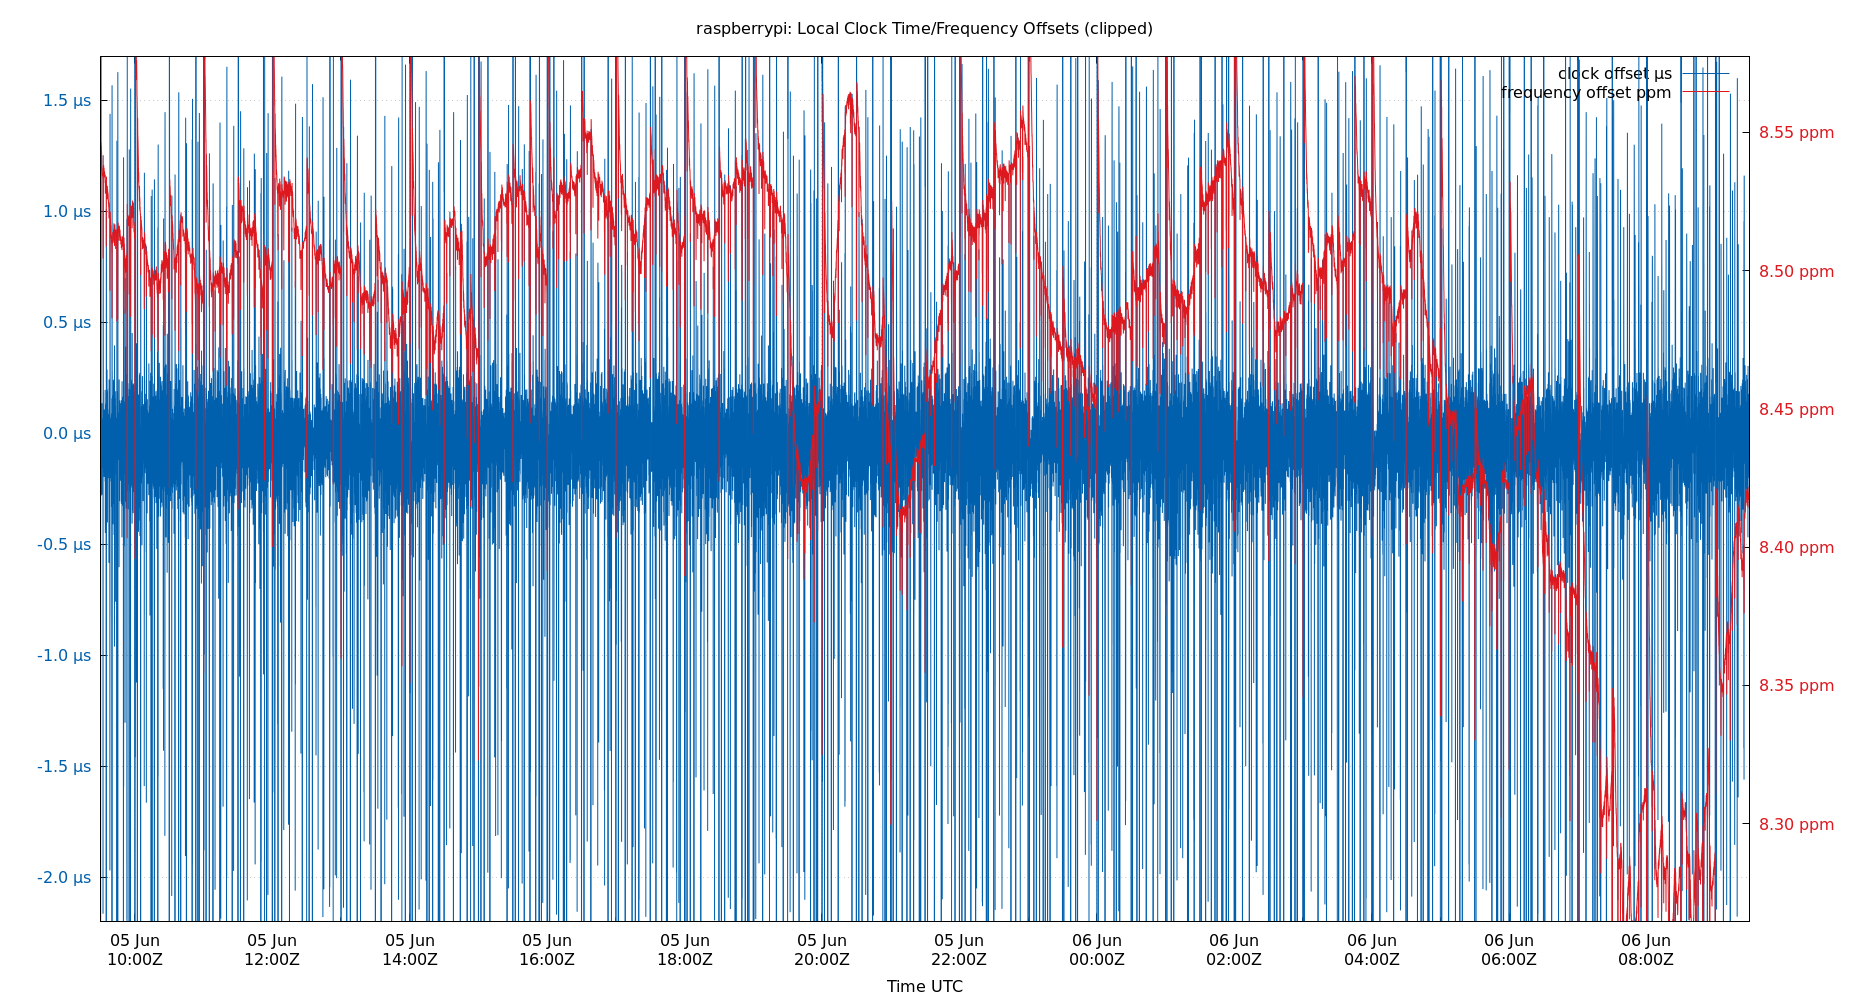 raspberrypi: Local Clock Time/Frequency Offsets (clipped)
clock offset µs
frequency offset ppm
1.5 µs
1.0 µs
0.5 µs
0.0 µs
-0.5 µs
-1.0 µs
-1.5 µs
-2.0 µs
8.55 ppm
8.50 ppm
8.45 ppm
8.40 ppm
8.35 ppm
8.30 ppm
05 Jun 05 Jun 05 Jun 05 Jun 05 Jun 05 Jun 05 Jun 06 Jun 06 Jun 06 Jun 06 Jun 06 Jun
10:00Z 12:00Z 14:00Z 16:00Z 18:00Z 20:00Z 22:00Z 00:00Z 02:00Z 04:00Z 06:00Z 08:00Z
Time UTC